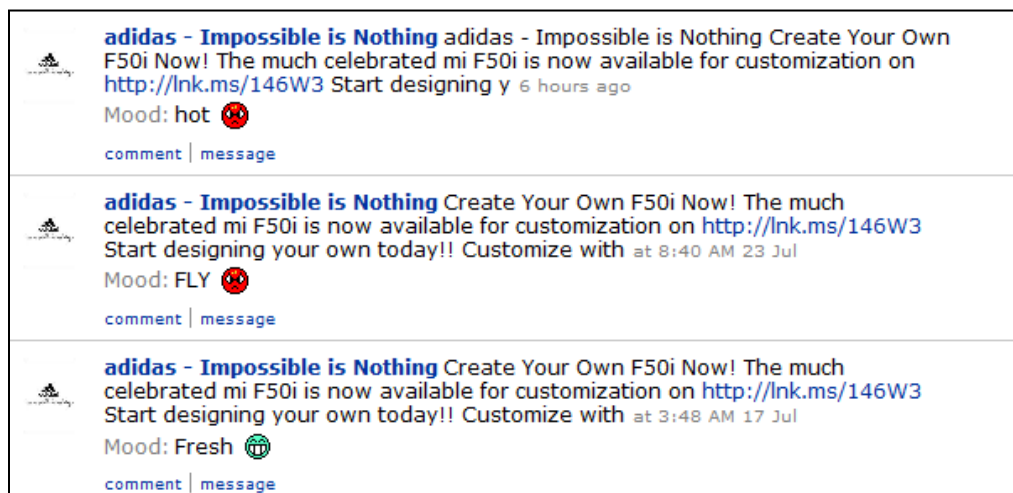 adidas - Impossible is Nothing adidas - Impossible is Nothing Create Your Own
F50i Now! The much celebrated mi F50i is now available for customization on
http://lnk.ms/146W3 Start designing y 6 hours ago
Mood: hot
comment | message
adidas - Impossible is Nothing Create Your Own F50i Now! The much
celebrated mi F50i is now available for customization on http://lnk.ms/146W3
Start designing your own today!! Customize with at 8:40 AM 23 Jul
Mood: FLY
comment | message
adidas - Impossible is Nothing Create Your Own F50i Now! The much
celebrated mi F50i is now available for customization on http://lnk.ms/146W3
Start designing your own today!! Customize with at 3:48 AM 17 Jul
Mood: Fresh
comment | message